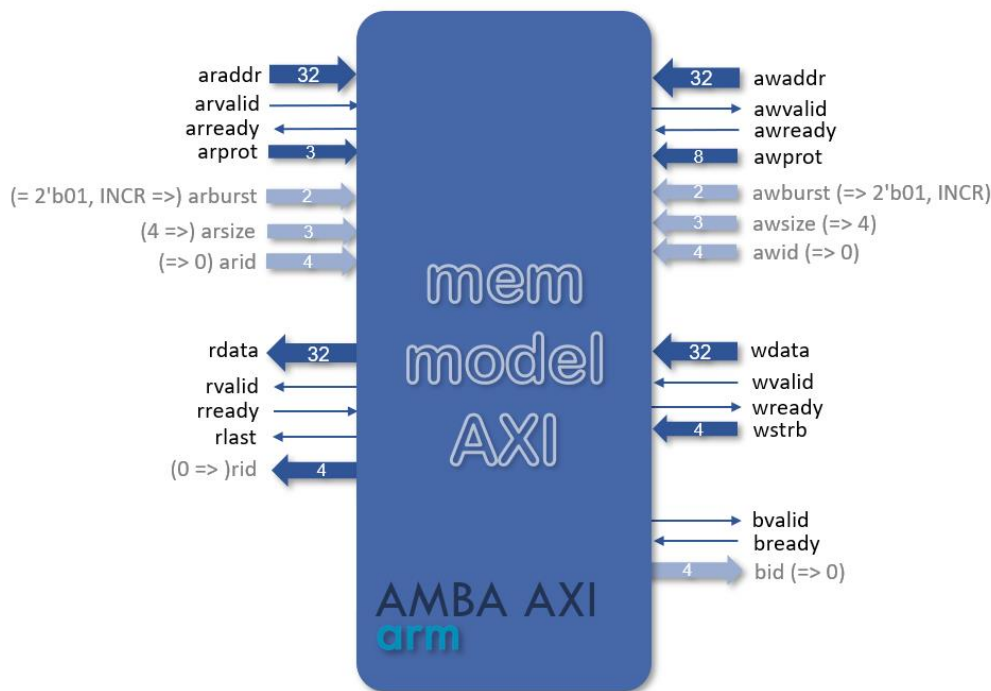 araddr 32
arvalid
arready
arprot 3
(= 2'b01, INCR =>) arburst 2
(4 =>) arsize 3
(=> 0) arid 4
rdata 32
rvalid
rready
rlast
(0 => )rid 4
mem
model
AXI
AMBA AXI
arm
32 awaddr
awvalid
awready
8 awprot
2 awburst (=> 2'b01, INCR)
3 awsize (=> 4)
4 awid (=> 0)
32 wdata
wvalid
wready
4 wstrb
bvalid
bready
4 bid (=> 0)